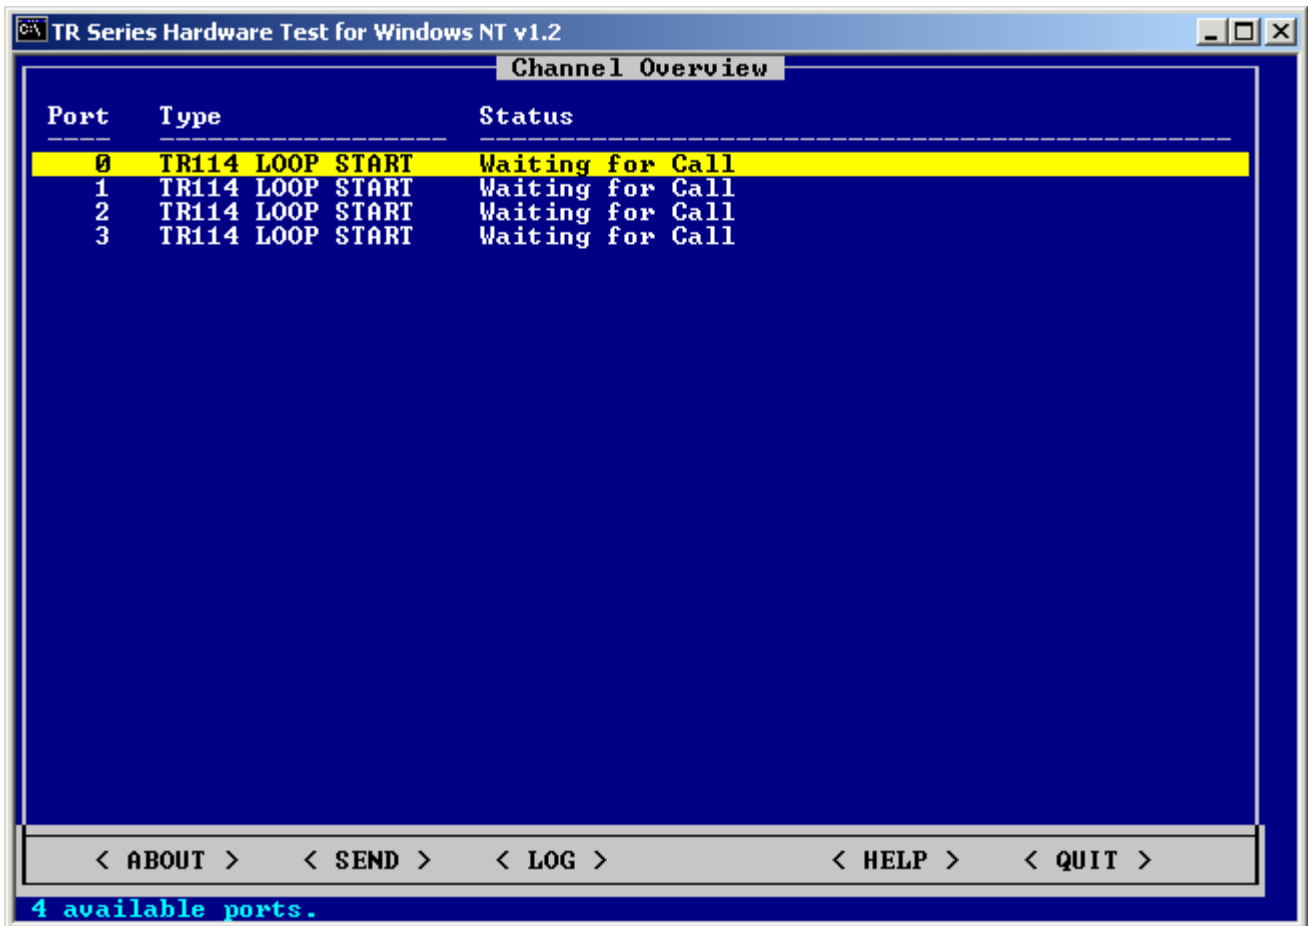 TR Series Hardware Test for Windows NT v1.2
Channel Overview
Port Type Status
0 TR114 LOOP START Waiting for Call
1 TR114 LOOP START Waiting for Call
2 TR114 LOOP START Waiting for Call
3 TR114 LOOP START Waiting for Call
< ABOUT > < SEND > < LOG > < HELP > < QUIT >
4 available ports.